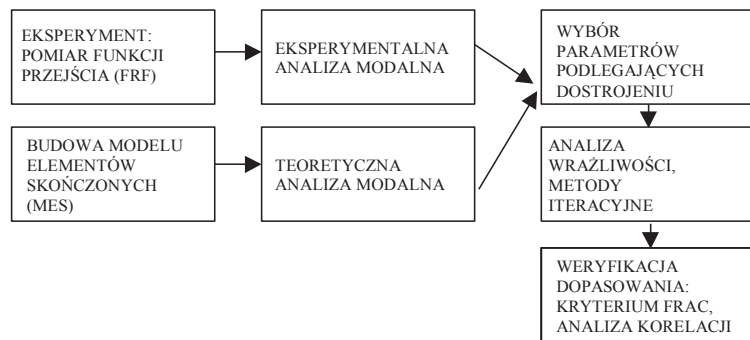 EKSPERYMENT:
POMIAR FUNKCJI
PRZEJŚCIA (FRF)
EKSPERYMENTALNA
ANALIZA MODALNA
WYBÓR
PARAMETRÓW
PODLEGAJĄCYCH
DOSTROJENIU
BUDOWA MODELU
ELEMENTÓW
SKOŃCZONYCH
(MES)
TEORETYCZNA
ANALIZA MODALNA
ANALIZA
WRAŻLIWOŚCI,
METODY
ITERACYJNE
WERYFIKACJA
DOPASOWANIA:
KRYTERIUM FRAC,
ANALIZA KORELACJI